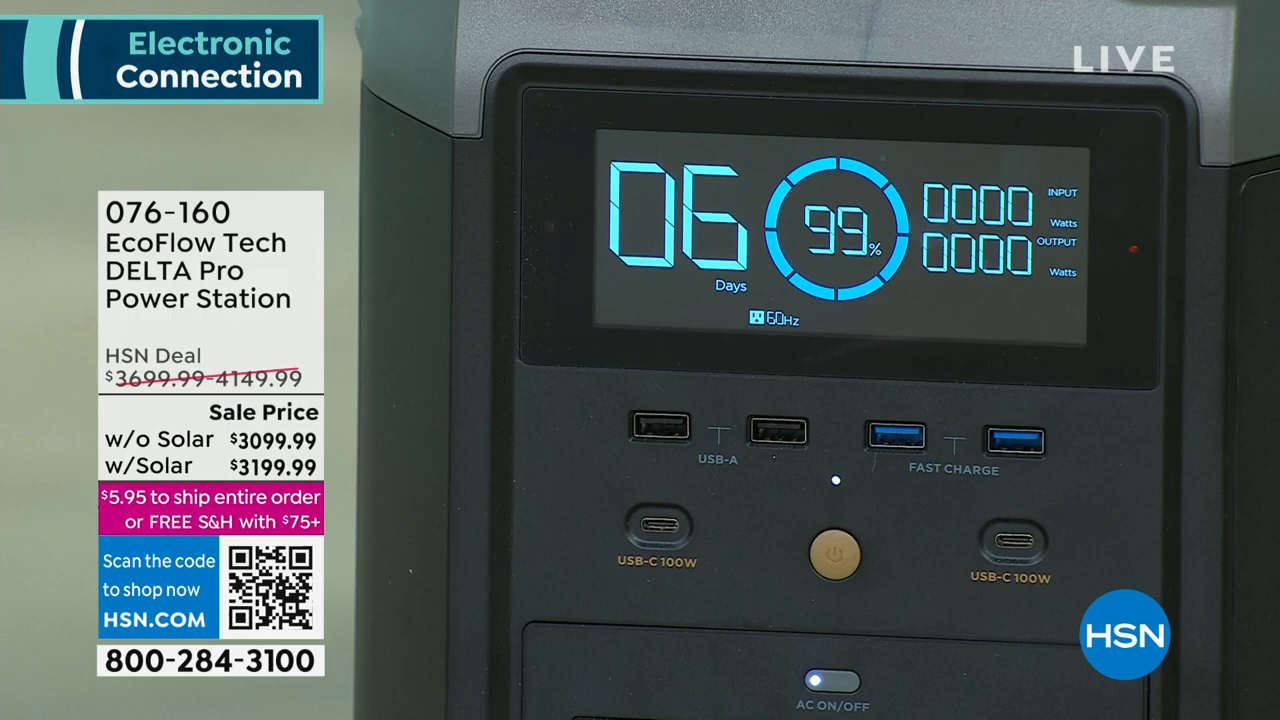 Electronic
Connection
LIVE
076-160
EcoFlow Tech
DELTA Pro
Power Station
HSN Deal
$3699.99-4149.99
Sale Price
w/o Solar $3099.99
w/Solar $3199.99
$5.95 to ship entire order
or FREE S&H with $75+
Scan the code
to shop now
HSN.COM
800-284-3100
06
Days
99%
0000 INPUT
Watts
0000 OUTPUT
Watts
60Hz
USB-A
FAST CHARGE
USB-C 100W
USB-C 100W
AC ON/OFF
HSN